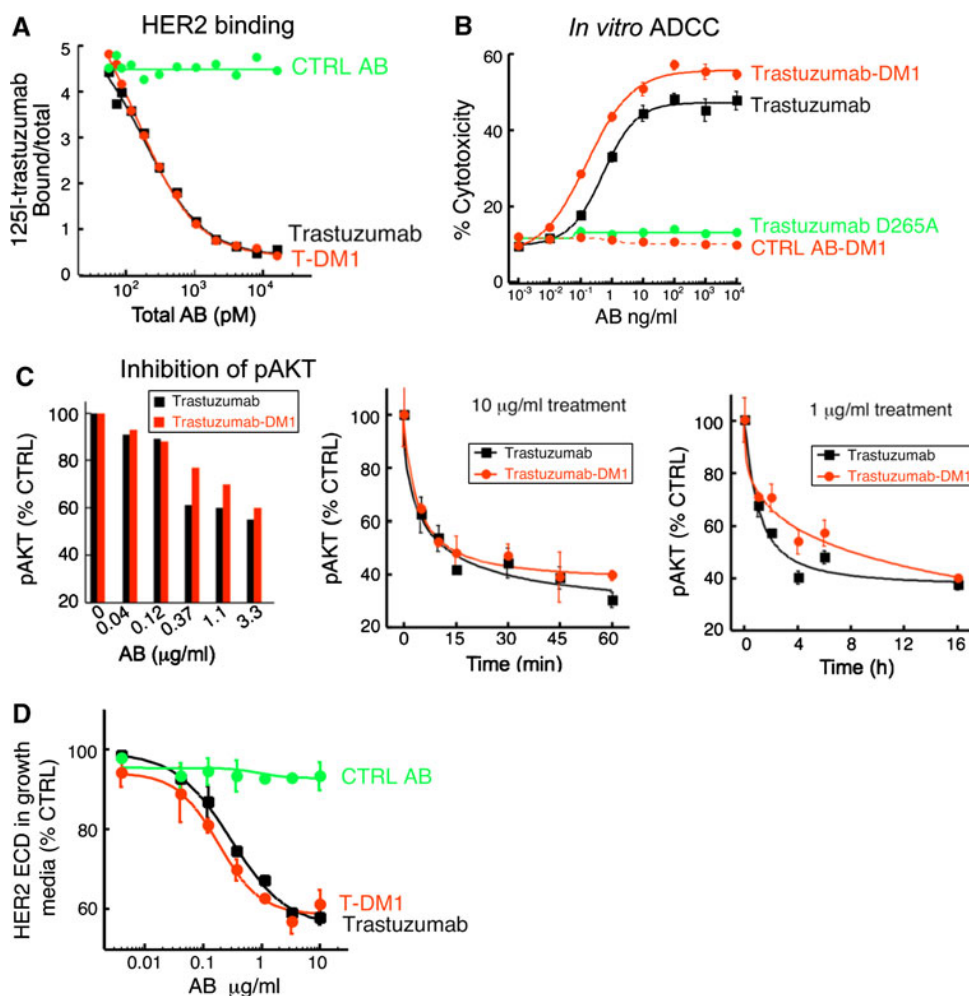 A
HER2 binding
125I-trastuzumab
Bound/total
5
4
3
2
1
0
CTRL AB
Trastuzumab
T-DM1
10²
10³
10⁴
Total AB (pM)
B
In vitro ADCC
% Cytotoxicity
60
40
20
0
Trastuzumab-DM1
Trastuzumab
Trastuzumab D265A
CTRL AB-DM1
10⁻³
10⁻²
10⁻¹
1
10
10²
10³
10⁴
AB ng/ml
C
Inhibition of pAKT
Trastuzumab
Trastuzumab-DM1
pAKT (% CTRL)
100
80
60
40
20
0
0.04
0.12
0.37
1.1
3.3
AB (µg/ml)
10 µg/ml treatment
Trastuzumab
Trastuzumab-DM1
pAKT (% CTRL)
100
80
60
40
20
0
15
30
45
60
Time (min)
1 µg/ml treatment
Trastuzumab
Trastuzumab-DM1
pAKT (% CTRL)
100
80
60
40
20
0
4
8
12
16
Time (h)
D
HER2 ECD in growth
media (% CTRL)
100
80
60
CTRL AB
T-DM1
Trastuzumab
0.01
0.1
1
10
AB µg/ml